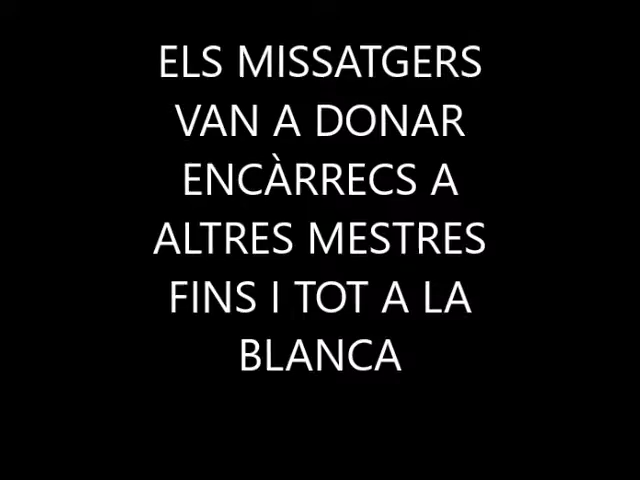 ELS MISSATGERS
VAN A DONAR
ENCÀRRECS A
ALTRES MESTRES
FINS I TOT A LA
BLANCA